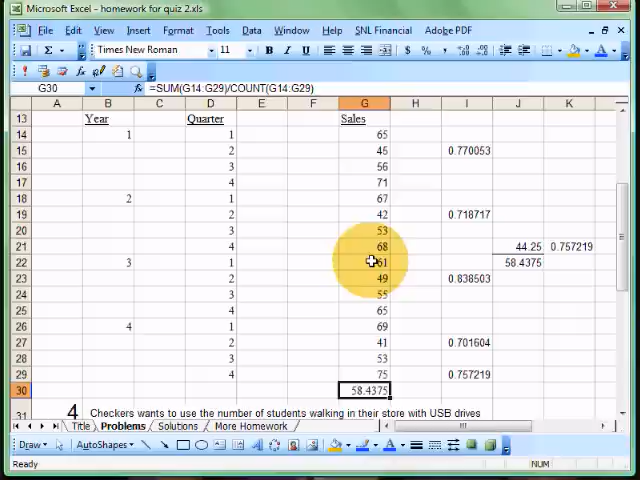 Microsoft Excel - homework for quiz 2.xls
File Edit View Insert Format Tools Data Window Help SNL Financial Adobe PDF
Σ Times New Roman 11 B I U $ % , A
G30 fx =SUM(G14:G29)/COUNT(G14:G29)
A B C D E F G H I J K
13 Year Quarter Sales
14 1 1 65
15 2 45 0.770053
16 3 56
17 4 71
18 2 1 67
19 2 42 0.718717
20 3 53
21 4 68 44.25 0.757219
22 3 1 61 58.4375
23 2 49 0.838503
24 3 55
25 4 65
26 4 1 69
27 2 41 0.701604
28 3 53
29 4 75 0.757219
30 58.4375
31 4 Checkers wants to use the number of students walking in their store with USB drives
Title Problems Solutions More Homework
Draw AutoShapes A
Ready NUM